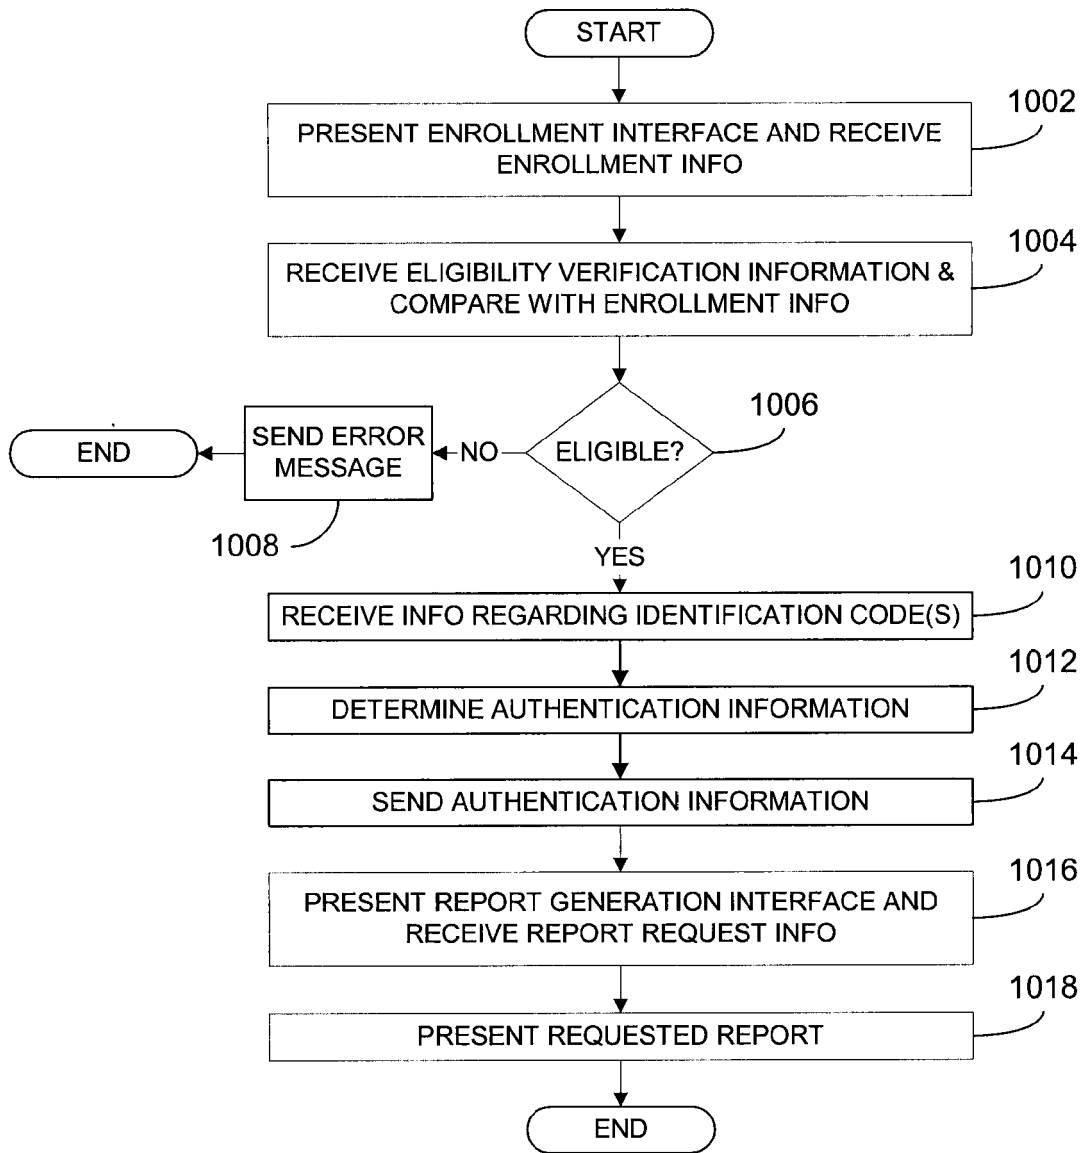 START
1002
PRESENT ENROLLMENT INTERFACE AND RECEIVE
ENROLLMENT INFO
1004
RECEIVE ELIGIBILITY VERIFICATION INFORMATION &
COMPARE WITH ENROLLMENT INFO
1006
ELIGIBLE?
NO
SEND ERROR
MESSAGE
END
1008
YES
1010
RECEIVE INFO REGARDING IDENTIFICATION CODE(S)
1012
DETERMINE AUTHENTICATION INFORMATION
1014
SEND AUTHENTICATION INFORMATION
1016
PRESENT REPORT GENERATION INTERFACE AND
RECEIVE REPORT REQUEST INFO
1018
PRESENT REQUESTED REPORT
END